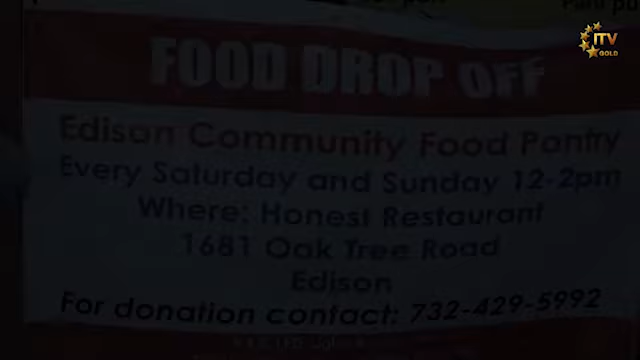 ITV
GOLD
FOOD DROP OFF
Edison Community Food Pantry
Every Saturday and Sunday 12-2pm
Where: Honest Restaurant
1681 Oak Tree Road
Edison
For donation contact: 732-429-5992